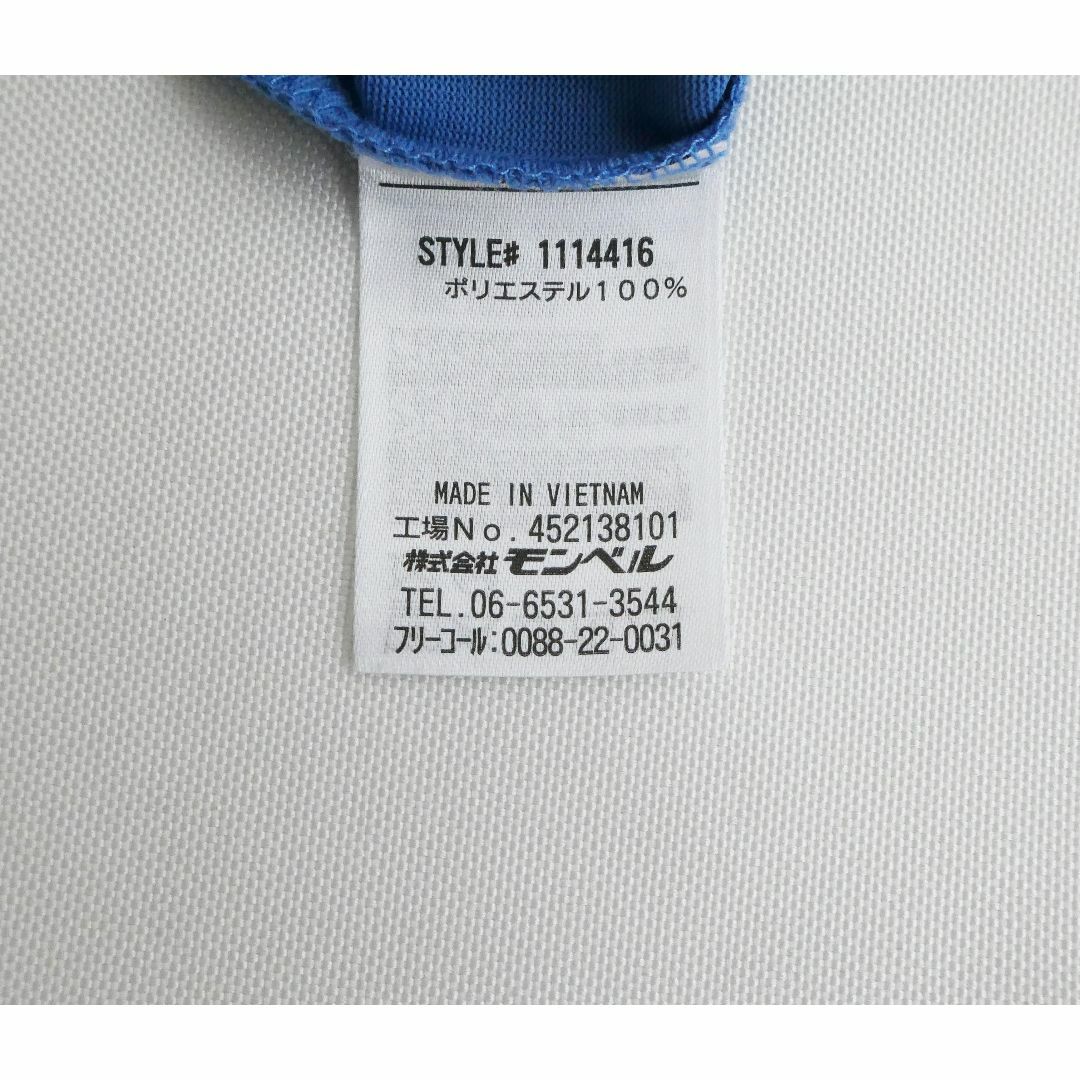 STYLE# 1114416
ポリエステル１００％
MADE IN VIETNAM
工場Ｎｏ. 452138101
株式会社 モンベル
TEL. 06-6531-3544
ﾌﾘｰｺｰﾙ:0088-22-0031